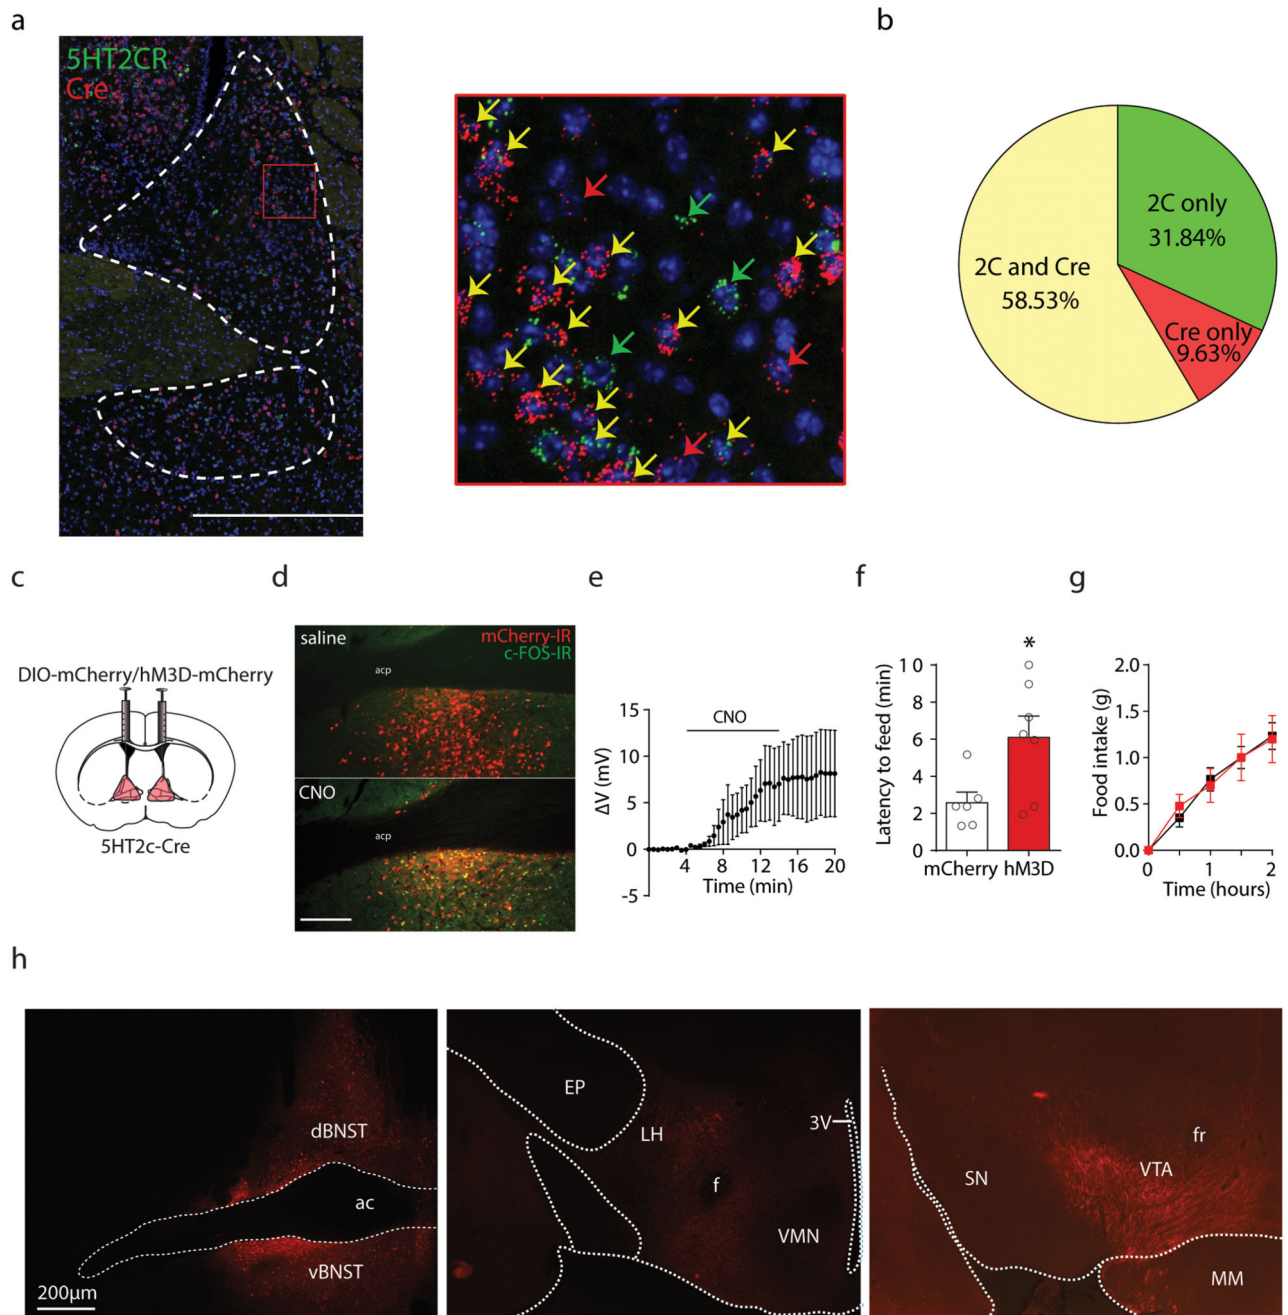 a
5HT2CR
Cre
b
2C only
31.84%
2C and Cre
58.53%
Cre only
9.63%
c
DIO-mCherry/hM3D-mCherry
5HT2c-Cre
d
saline
mCherry-IR
c-FOS-IR
acp
CNO
acp
e
CNO
15
10
5
0
-5
ΔV (mV)
4
8
12
16
20
Time (min)
f
*
10
8
6
4
2
0
Latency to feed (min)
mCherry hM3D
g
2.0
1.5
1.0
0.5
0.0
Food intake (g)
0
1
2
Time (hours)
h
dBNST
ac
vBNST
200μm
EP
LH
3V
f
VMN
fr
SN
VTA
MM